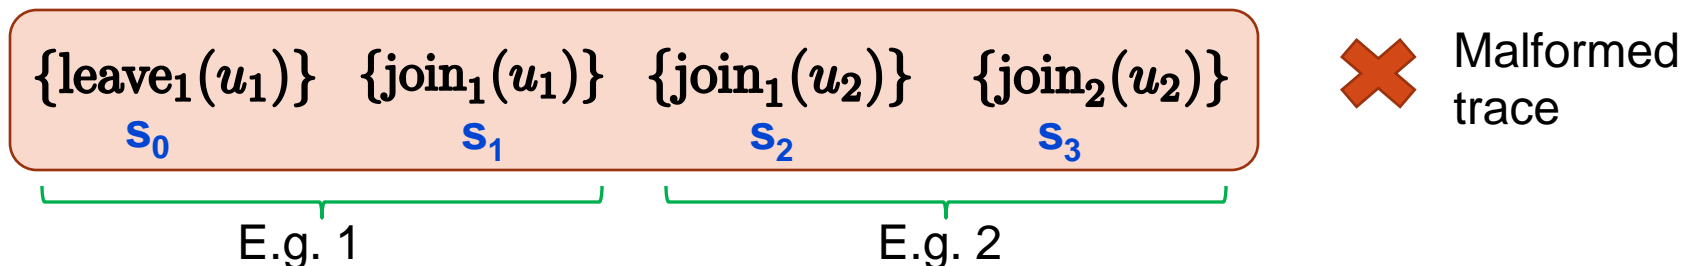 {leave₁(u₁)} {join₁(u₁)} {join₁(u₂)} {join₂(u₂)}
s₀ s₁ s₂ s₃
Malformed
trace
E.g. 1 E.g. 2